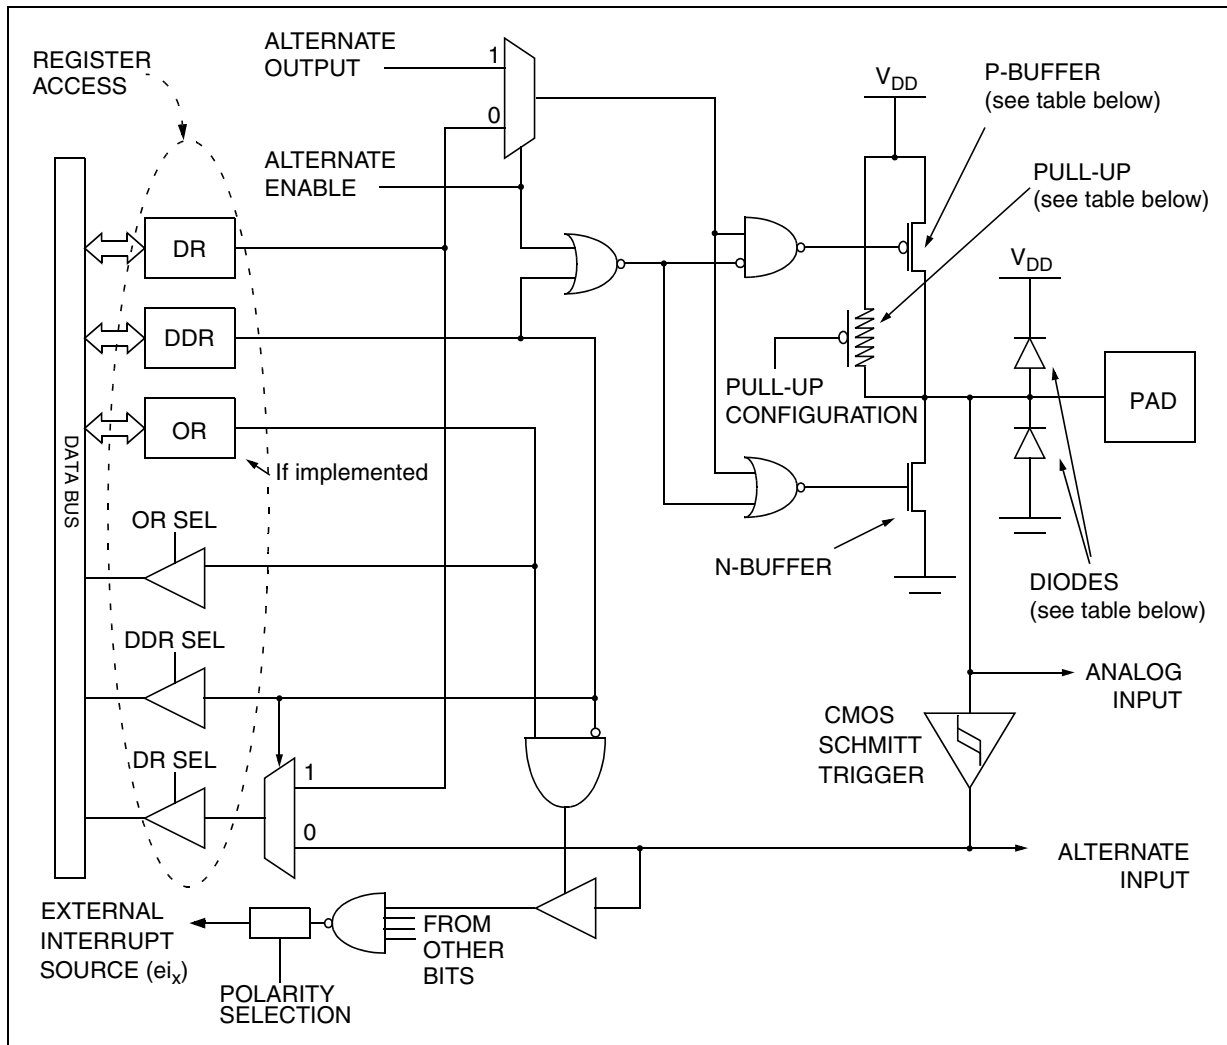 REGISTER
ACCESS
ALTERNATE
OUTPUT
1
0
ALTERNATE
ENABLE
VDD
P-BUFFER
(see table below)
PULL-UP
(see table below)
VDD
DR
DDR
OR
If implemented
DATA BUS
PULL-UP
CONFIGURATION
PAD
OR SEL
DDR SEL
DR SEL
1
0
N-BUFFER
DIODES
(see table below)
ANALOG
INPUT
CMOS
SCHMITT
TRIGGER
ALTERNATE
INPUT
EXTERNAL
INTERRUPT
SOURCE (eix)
POLARITY
SELECTION
FROM
OTHER
BITS